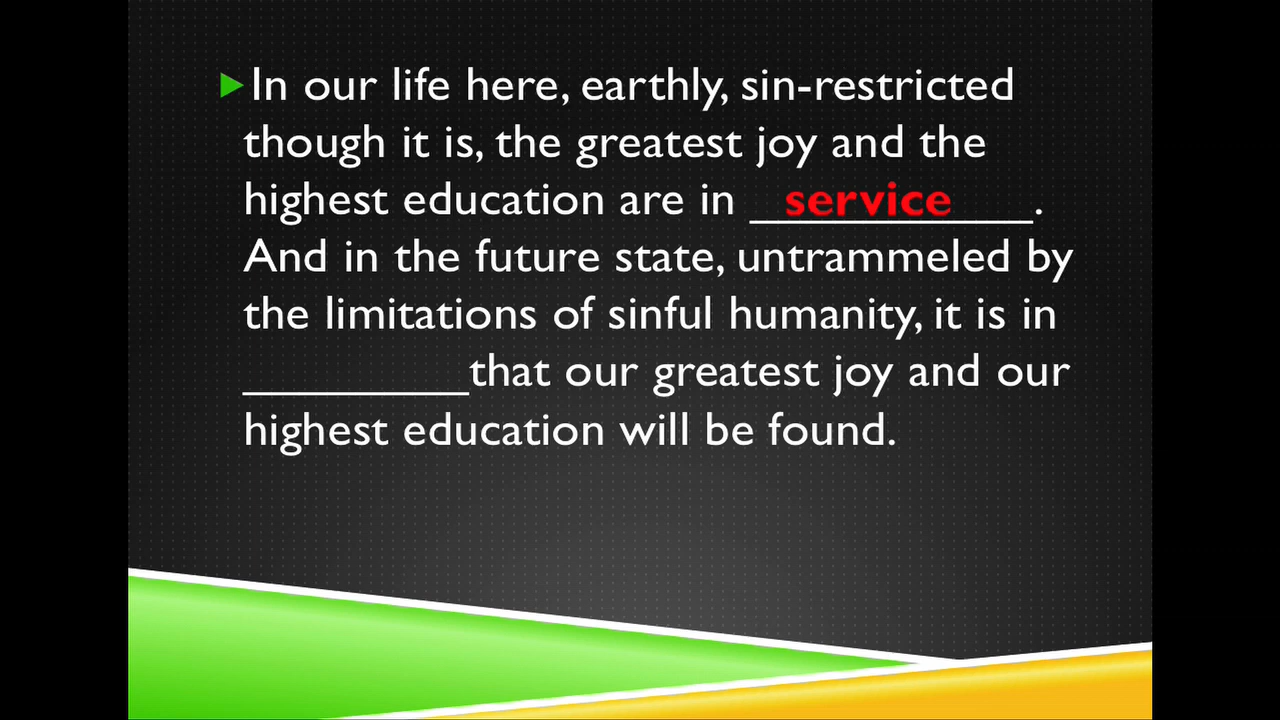 In our life here, earthly, sin-restricted
though it is, the greatest joy and the
highest education are in __service____.
And in the future state, untrammeled by
the limitations of sinful humanity, it is in
_________that our greatest joy and our
highest education will be found.